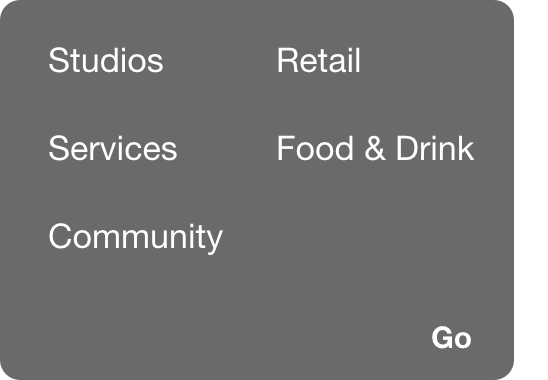 Studios
Retail
Services
Food & Drink
Community
Go